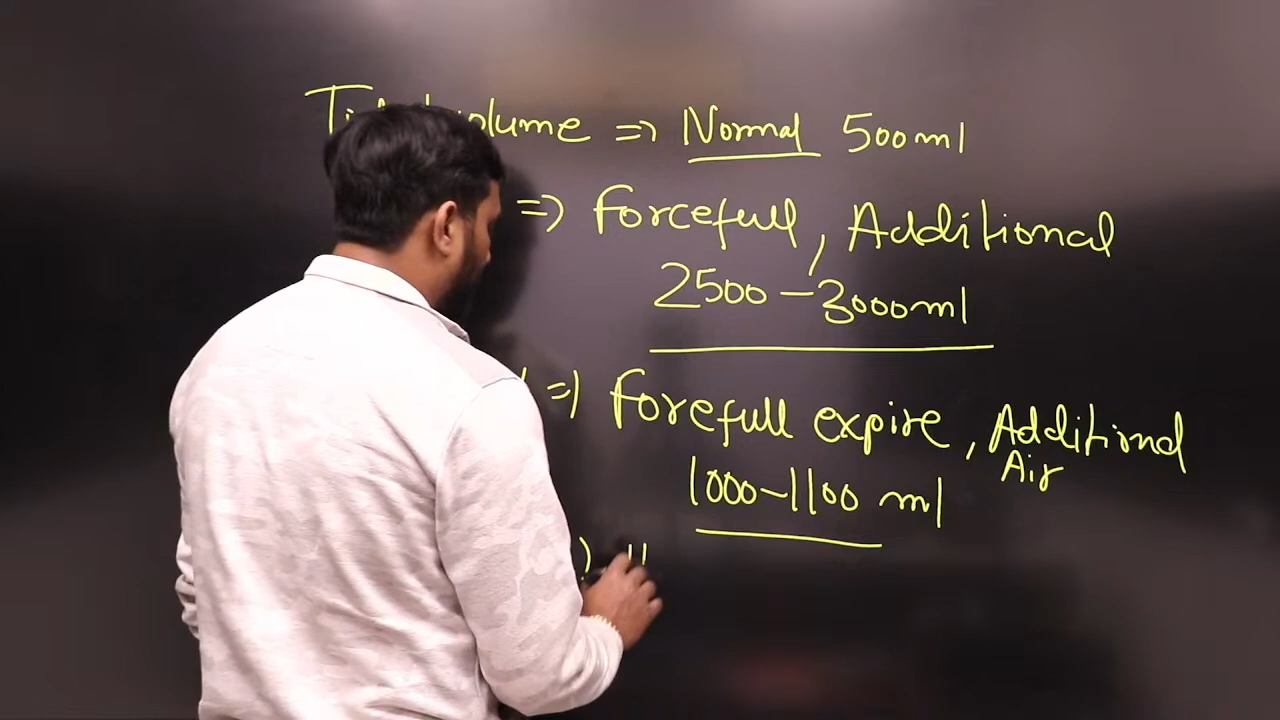 volume => Normal 500ml
=> Forcefull, Additional
2500-3000ml
=> Forefull expire, Additional
Air
1000-1100 ml